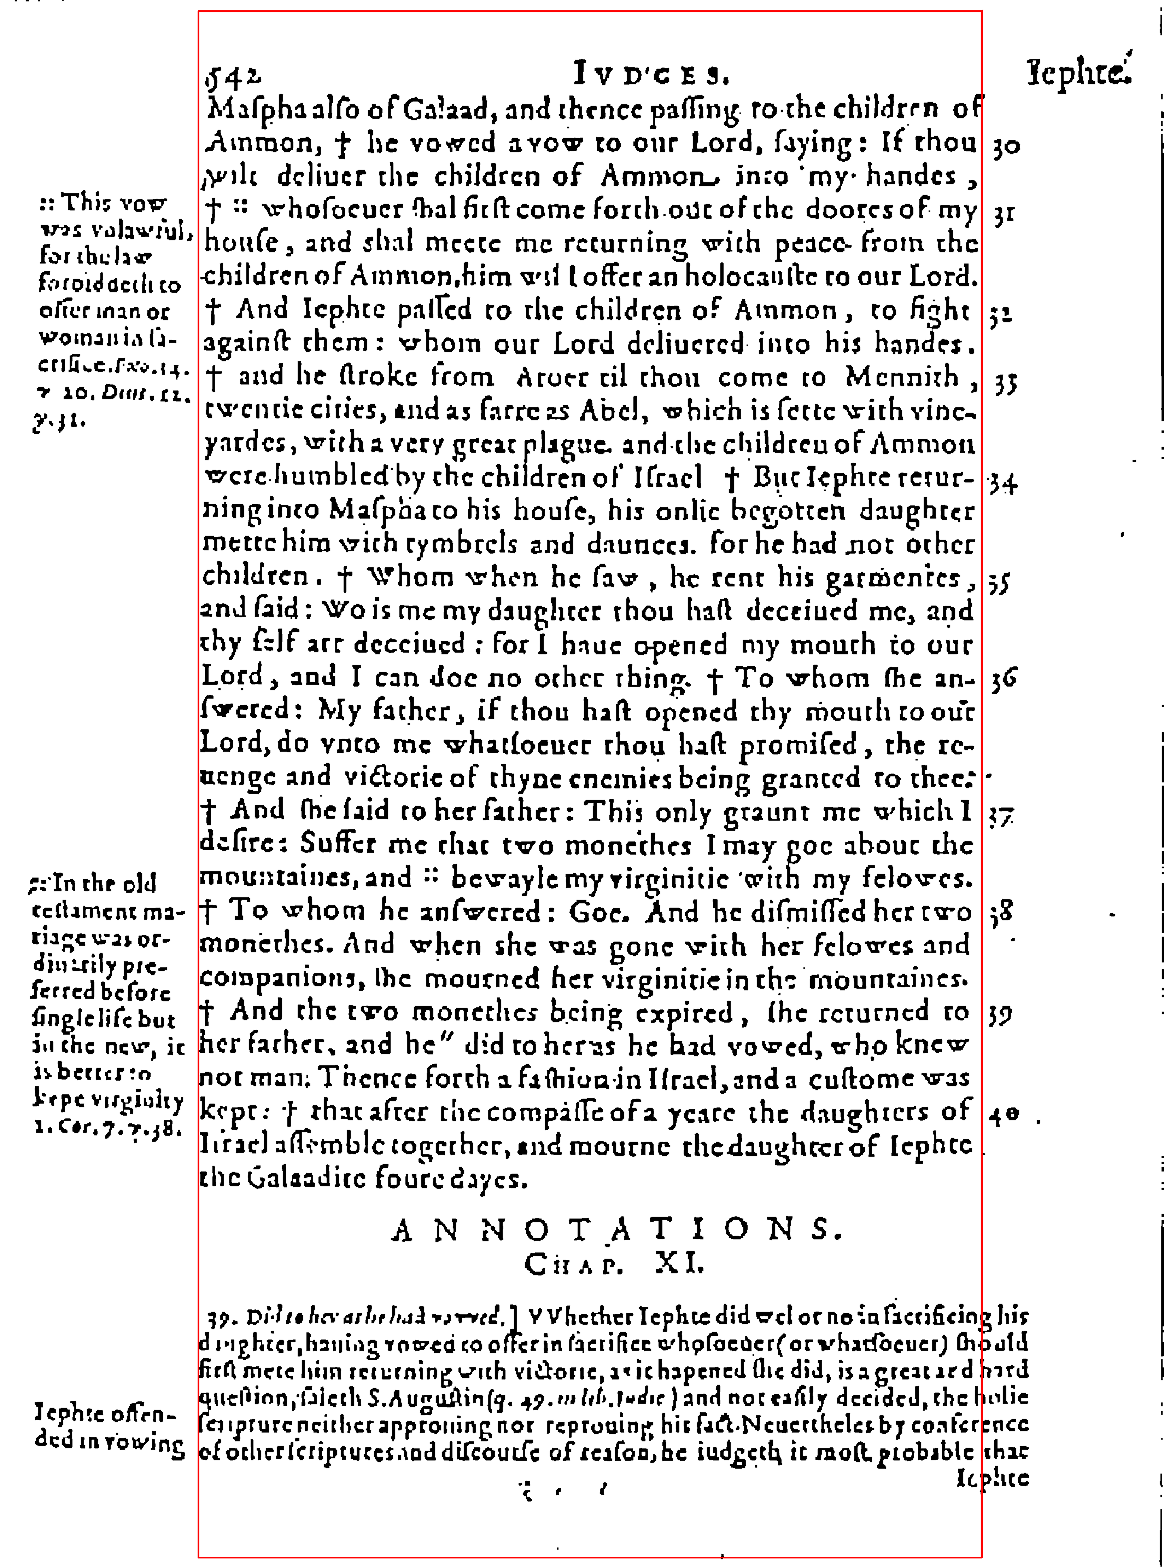 542 IVDGES. Iephte.
Maſpha alſo of Galaad, and thence paſſing to the children of
Ammon, † he vowed a vow to our Lord, ſaying: If thou 30
wilt deliuer the children of Ammon into my handes,
† :: whoſoeuer ſhal firſt come forth out of the doores of my 31
houſe, and shal meete me returning with peace from the
children of Ammon, him wil I offer an holocauſte to our Lord.
† And Iephte paſſed to the children of Ammon, to fight 32
againſt them: whom our Lord deliuered into his handes.
† and he ſtroke from Aroer til thou come to Mennith, 33
twentie cities, and as farre as Abel, which is ſette with vine-
yardes, with a very great plague. and the children of Ammon
were humbled by the children of Iſrael † But Iephte retur- 34
ning into Maſpha to his houſe, his onlie begotten daughter
mette him with tymbrels and daunces. for he had not other
children. † Whom when he ſaw, he rent his garmentes, 35
and ſaid: Wo is me my daughter thou haſt deceiued me, and
thy ſelf art deceiued: for I haue opened my mouth to our
Lord, and I can doe no other thing. † To whom ſhe an- 36
ſwered: My father, if thou haſt opened thy mouth to our
Lord, do vnto me whatſoeuer thou haſt promiſed, the re-
uenge and victorie of thyne enemies being granted to thee.
† And ſhe ſaid to her father: This only graunt me which I 37
deſire: Suffer me that two monethes I may goe about the
mountaines, and :: bewayle my virginitie with my felowes.
† To whom he anſwered: Goe. And he diſmiſſed her two 38
monethes. And when she was gone with her felowes and
companions, ſhe mourned her virginitie in the mountaines.
† And the two monethes being expired, ſhe returned to 39
her father, and he" did to her as he had vowed, who knew
not man. Thence forth a faſhion in Iſrael, and a cuſtome was
kept: † that after the compaſſe of a yeare the daughters of 40
Iſrael aſſemble together, and mourne the daughter of Iephte
the Galaadite foure dayes.
:: This vow
was vnlawful,
for the law
forbiddeth to
offer man or
woman in ſa-
crifice. Exo. 14.
v 20. Deut. 12.
v. 31.
:: In the old
teſtament ma-
riage was or-
dinarily pre-
ferred before
ſingle life but
in the new, it
is better to
kepe virginity
1. Cor. 7. v. 38.
ANNOTATIONS.
CHAP. XI.
39. Did to her as he had vowed.] VVhether Iephte did wel or no in ſacrificing his
daughter, hauing vowed to offer in ſacrifice whoſoeuer (or whatſoeuer) ſhould
firſt mete him returning with victorie, as it hapened ſhe did, is a great and hard
queſtion, ſaieth S. Auguſtin (q. 49. in lib. Iudic) and not eaſily decided, the holie
ſcripture neither approuing nor reprouing his fact. Neuertheles by conference
of other ſcriptures and diſcourſe of reaſon, he iudgeth it moſt probable that
Iephte offen-
ded in vowing
Iephte